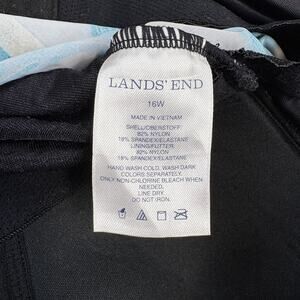 LANDS' END
16W
MADE IN VIETNAM
SHELL/OBERSTOFF:
82% NYLON
18% SPANDEX/ELASTANE
LINING/FUTTER:
82% NYLON
18% SPANDEX/ELASTANE
HAND WASH COLD, WASH DARK
COLORS SEPARATELY.
ONLY NON-CHLORINE BLEACH WHEN
NEEDED.
LINE DRY.
DO NOT IRON.